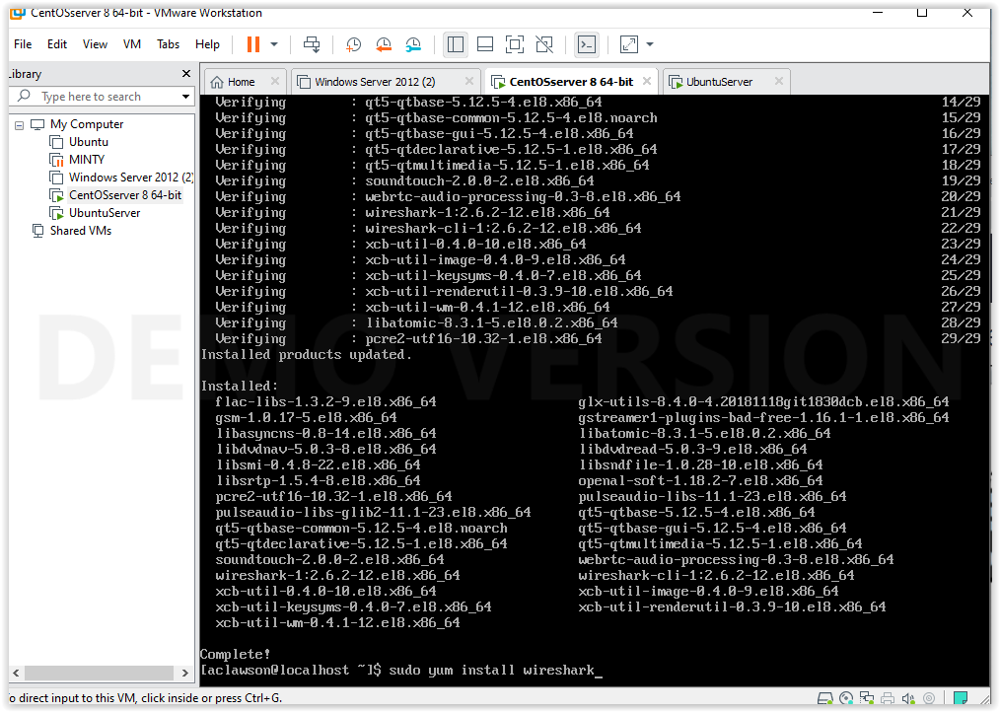 CentOSserver 8 64-bit - VMware Workstation
File Edit View VM Tabs Help
Library
Type here to search
Home
Windows Server 2012 (2)
CentOSserver 8 64-bit
UbuntuServer
My Computer
Ubuntu
MINTY
Windows Server 2012 (2)
CentOSserver 8 64-bit
UbuntuServer
Shared VMs
Verifying : qt5-qtbase-5.12.5-4.el8.x86_64 14/29
Verifying : qt5-qtbase-common-5.12.5-4.el8.noarch 15/29
Verifying : qt5-qtbase-gui-5.12.5-4.el8.x86_64 16/29
Verifying : qt5-qtdeclarative-5.12.5-1.el8.x86_64 17/29
Verifying : qt5-qtmultimedia-5.12.5-1.el8.x86_64 18/29
Verifying : soundtouch-2.0.0-2.el8.x86_64 19/29
Verifying : webrtc-audio-processing-0.3-8.el8.x86_64 20/29
Verifying : wireshark-1:2.6.2-12.el8.x86_64 21/29
Verifying : wireshark-cli-1:2.6.2-12.el8.x86_64 22/29
Verifying : xcb-util-0.4.0-10.el8.x86_64 23/29
Verifying : xcb-util-image-0.4.0-9.el8.x86_64 24/29
Verifying : xcb-util-keysyms-0.4.0-7.el8.x86_64 25/29
Verifying : xcb-util-renderutil-0.3.9-10.el8.x86_64 26/29
Verifying : xcb-util-wm-0.4.1-12.el8.x86_64 27/29
Verifying : libatomic-8.3.1-5.el8.0.2.x86_64 28/29
Verifying : pcre2-utf16-10.32-1.el8.x86_64 29/29
Installed products updated.
DEMO VERSION
Installed:
flac-libs-1.3.2-9.el8.x86_64 glx-utils-8.4.0-4.20181118git1830dcb.el8.x86_64
gsm-1.0.17-5.el8.x86_64 gstreamer1-plugins-bad-free-1.16.1-1.el8.x86_64
libasyncns-0.8-14.el8.x86_64 libatomic-8.3.1-5.el8.0.2.x86_64
libdvdnav-5.0.3-8.el8.x86_64 libdvdread-5.0.3-9.el8.x86_64
libsmi-0.4.8-22.el8.x86_64 libsndfile-1.0.28-10.el8.x86_64
libsrtp-1.5.4-8.el8.x86_64 openal-soft-1.18.2-7.el8.x86_64
pcre2-utf16-10.32-1.el8.x86_64 pulseaudio-libs-11.1-23.el8.x86_64
pulseaudio-libs-glib2-11.1-23.el8.x86_64 qt5-qtbase-5.12.5-4.el8.x86_64
qt5-qtbase-common-5.12.5-4.el8.noarch qt5-qtbase-gui-5.12.5-4.el8.x86_64
qt5-qtdeclarative-5.12.5-1.el8.x86_64 qt5-qtmultimedia-5.12.5-1.el8.x86_64
soundtouch-2.0.0-2.el8.x86_64 webrtc-audio-processing-0.3-8.el8.x86_64
wireshark-1:2.6.2-12.el8.x86_64 wireshark-cli-1:2.6.2-12.el8.x86_64
xcb-util-0.4.0-10.el8.x86_64 xcb-util-image-0.4.0-9.el8.x86_64
xcb-util-keysyms-0.4.0-7.el8.x86_64 xcb-util-renderutil-0.3.9-10.el8.x86_64
xcb-util-wm-0.4.1-12.el8.x86_64
Complete!
[aclawson@localhost ~]$ sudo yum install wireshark_
o direct input to this VM, click inside or press Ctrl+G.